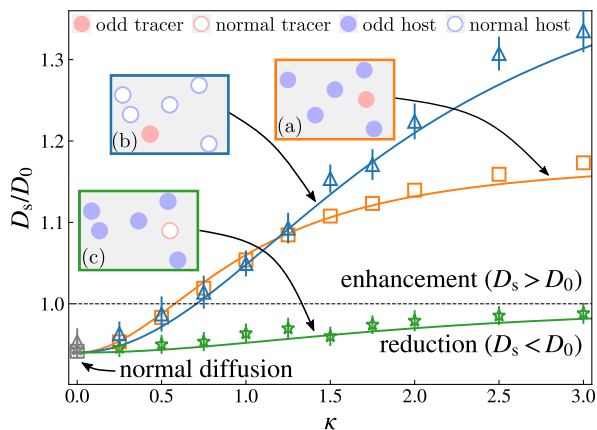 odd tracer normal tracer odd host normal host
1.3
1.2
1.1
1.0
D_s/D_0
(a)
(b)
(c)
enhancement (D_s > D_0)
reduction (D_s < D_0)
normal diffusion
0.0 0.5 1.0 1.5 2.0 2.5 3.0
κ